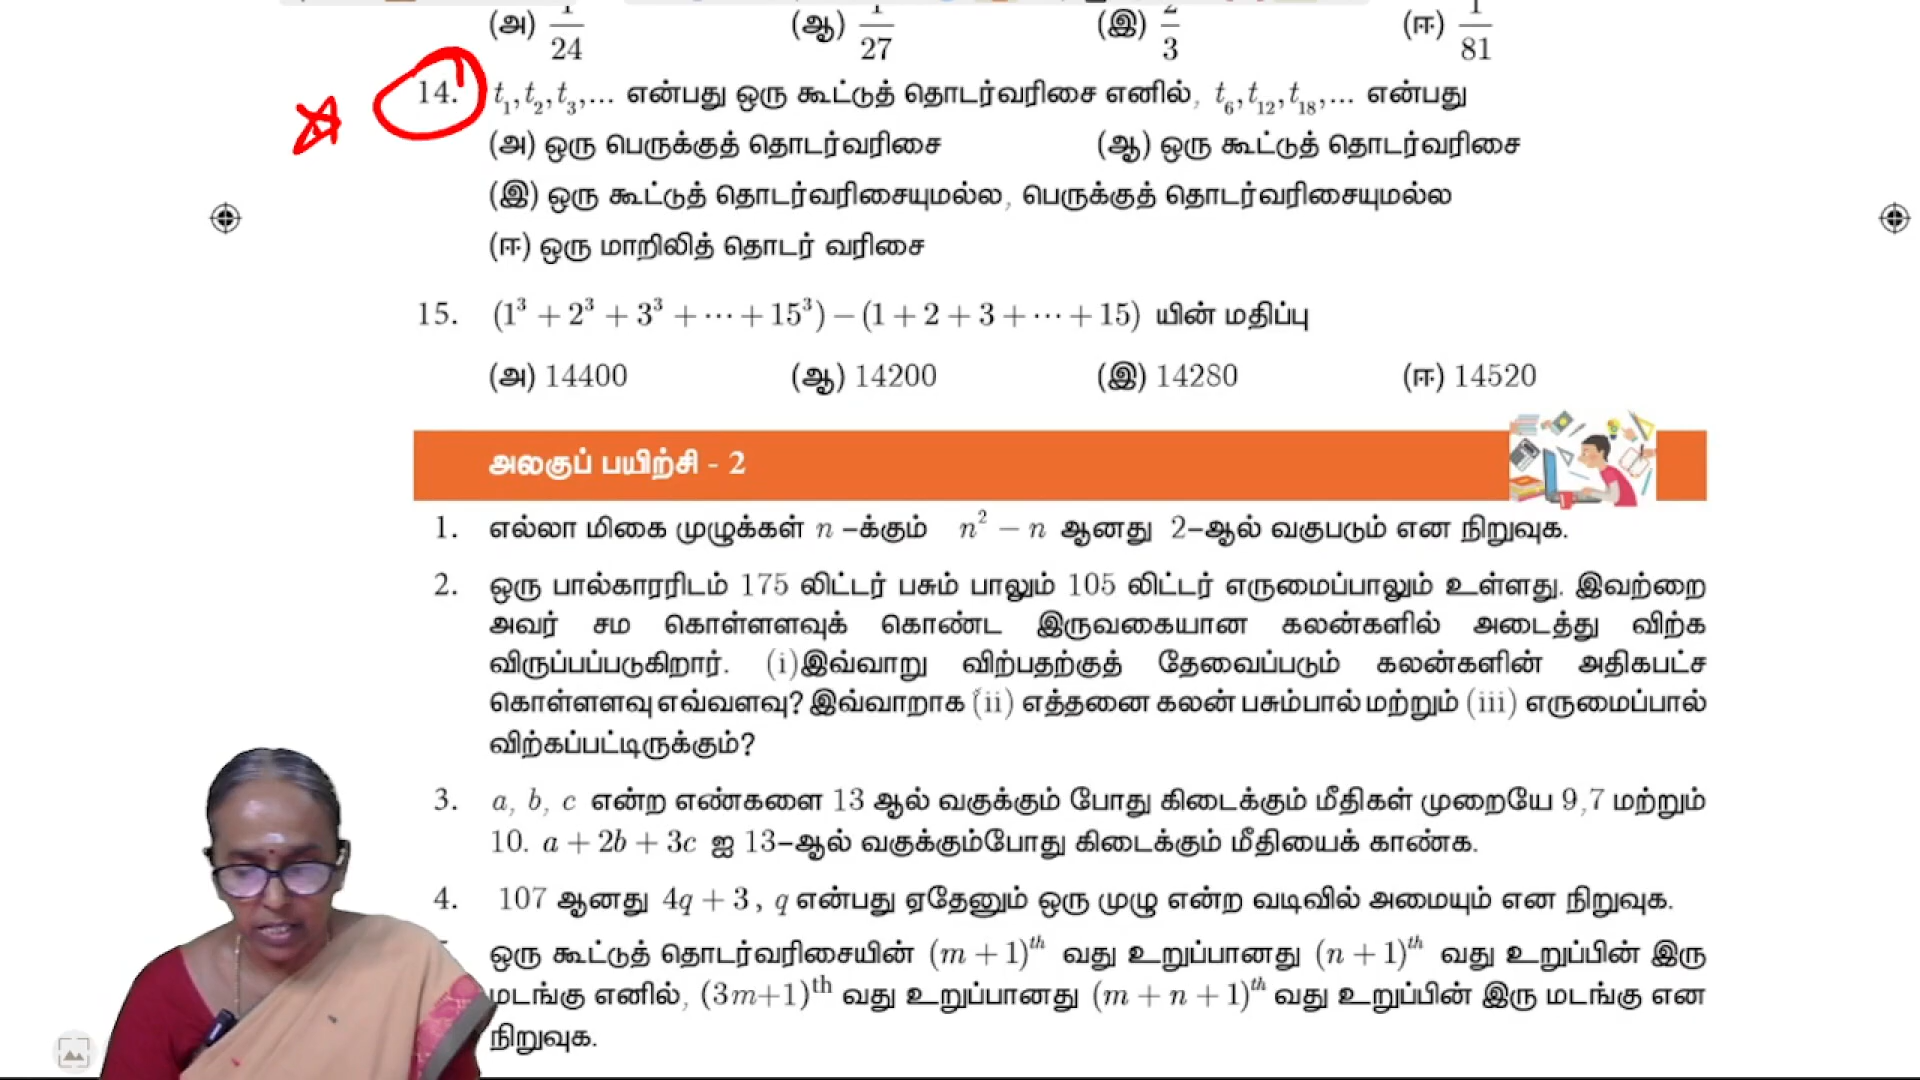 (அ) 1/24 (ஆ) 1/27 (இ) 2/3 (ஈ) 1/81
14. t₁, t₂, t₃,... என்பது ஒரு கூட்டுத் தொடர்வரிசை எனில், t₆, t₁₂, t₁₈,... என்பது
(அ) ஒரு பெருக்குத் தொடர்வரிசை (ஆ) ஒரு கூட்டுத் தொடர்வரிசை
(இ) ஒரு கூட்டுத் தொடர்வரிசையுமல்ல, பெருக்குத் தொடர்வரிசையுமல்ல
(ஈ) ஒரு மாறிலித் தொடர் வரிசை
15. (1³ + 2³ + 3³ + ⋯ + 15³) − (1 + 2 + 3 + ⋯ + 15) யின் மதிப்பு
(அ) 14400 (ஆ) 14200 (இ) 14280 (ஈ) 14520
அலகுப் பயிற்சி - 2
1. எல்லா மிகை முழுக்கள் n –க்கும் n² − n ஆனது 2–ஆல் வகுபடும் என நிறுவுக.
2. ஒரு பால்காரரிடம் 175 லிட்டர் பசும் பாலும் 105 லிட்டர் எருமைப்பாலும் உள்ளது. இவற்றை
அவர் சம கொள்ளளவுக் கொண்ட இருவகையான கலன்களில் அடைத்து விற்க
விருப்பப்படுகிறார். (i)இவ்வாறு விற்பதற்குத் தேவைப்படும் கலன்களின் அதிகபட்ச
கொள்ளளவு எவ்வளவு? இவ்வாறாக (ii) எத்தனை கலன் பசும்பால் மற்றும் (iii) எருமைப்பால்
விற்கப்பட்டிருக்கும்?
3. a, b, c என்ற எண்களை 13 ஆல் வகுக்கும் போது கிடைக்கும் மீதிகள் முறையே 9,7 மற்றும்
10. a + 2b + 3c ஐ 13–ஆல் வகுக்கும்போது கிடைக்கும் மீதியைக் காண்க.
4. 107 ஆனது 4q + 3, q என்பது ஏதேனும் ஒரு முழு என்ற வடிவில் அமையும் என நிறுவுக.
ஒரு கூட்டுத் தொடர்வரிசையின் (m + 1)ᵗʰ வது உறுப்பானது (n + 1)ᵗʰ வது உறுப்பின் இரு
மடங்கு எனில், (3m+1)ᵗʰ வது உறுப்பானது (m + n + 1)ᵗʰ வது உறுப்பின் இரு மடங்கு என
நிறுவுக.